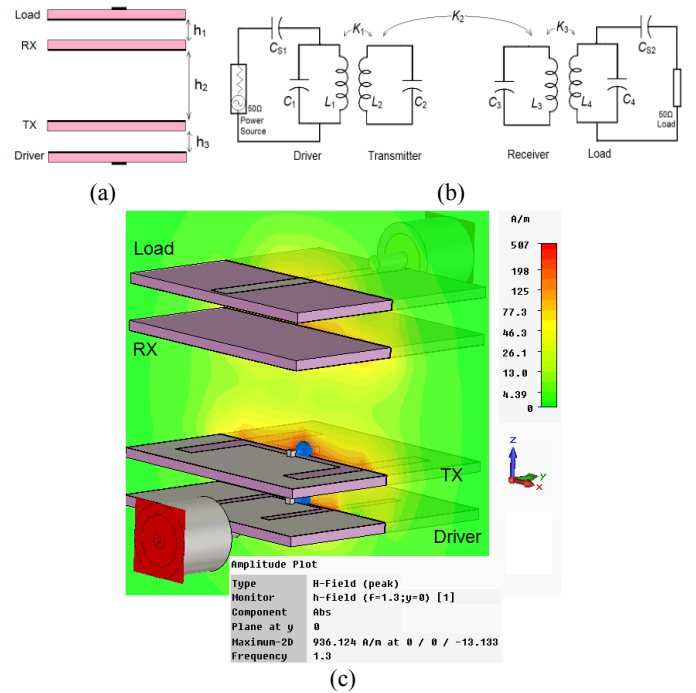 Load
h1
RX
h2
TX
h3
Driver
(a)
K1
K2
K3
CS1
CS2
C1
L1
L2
C2
C3
L3
L4
C4
50Ω
Power
Source
50Ω
Load
Driver
Transmitter
Receiver
Load
(b)
A/m
507
198
125
77.3
46.3
26.1
13.0
4.39
0
Load
RX
TX
Driver
z
y
x
Amplitude Plot
Type H-Field (peak)
Monitor h-field (f=1.3;y=0) [1]
Component Abs
Plane at y 0
Maximum-2D 936.124 A/m at 0 / 0 / -13.133
Frequency 1.3
(c)